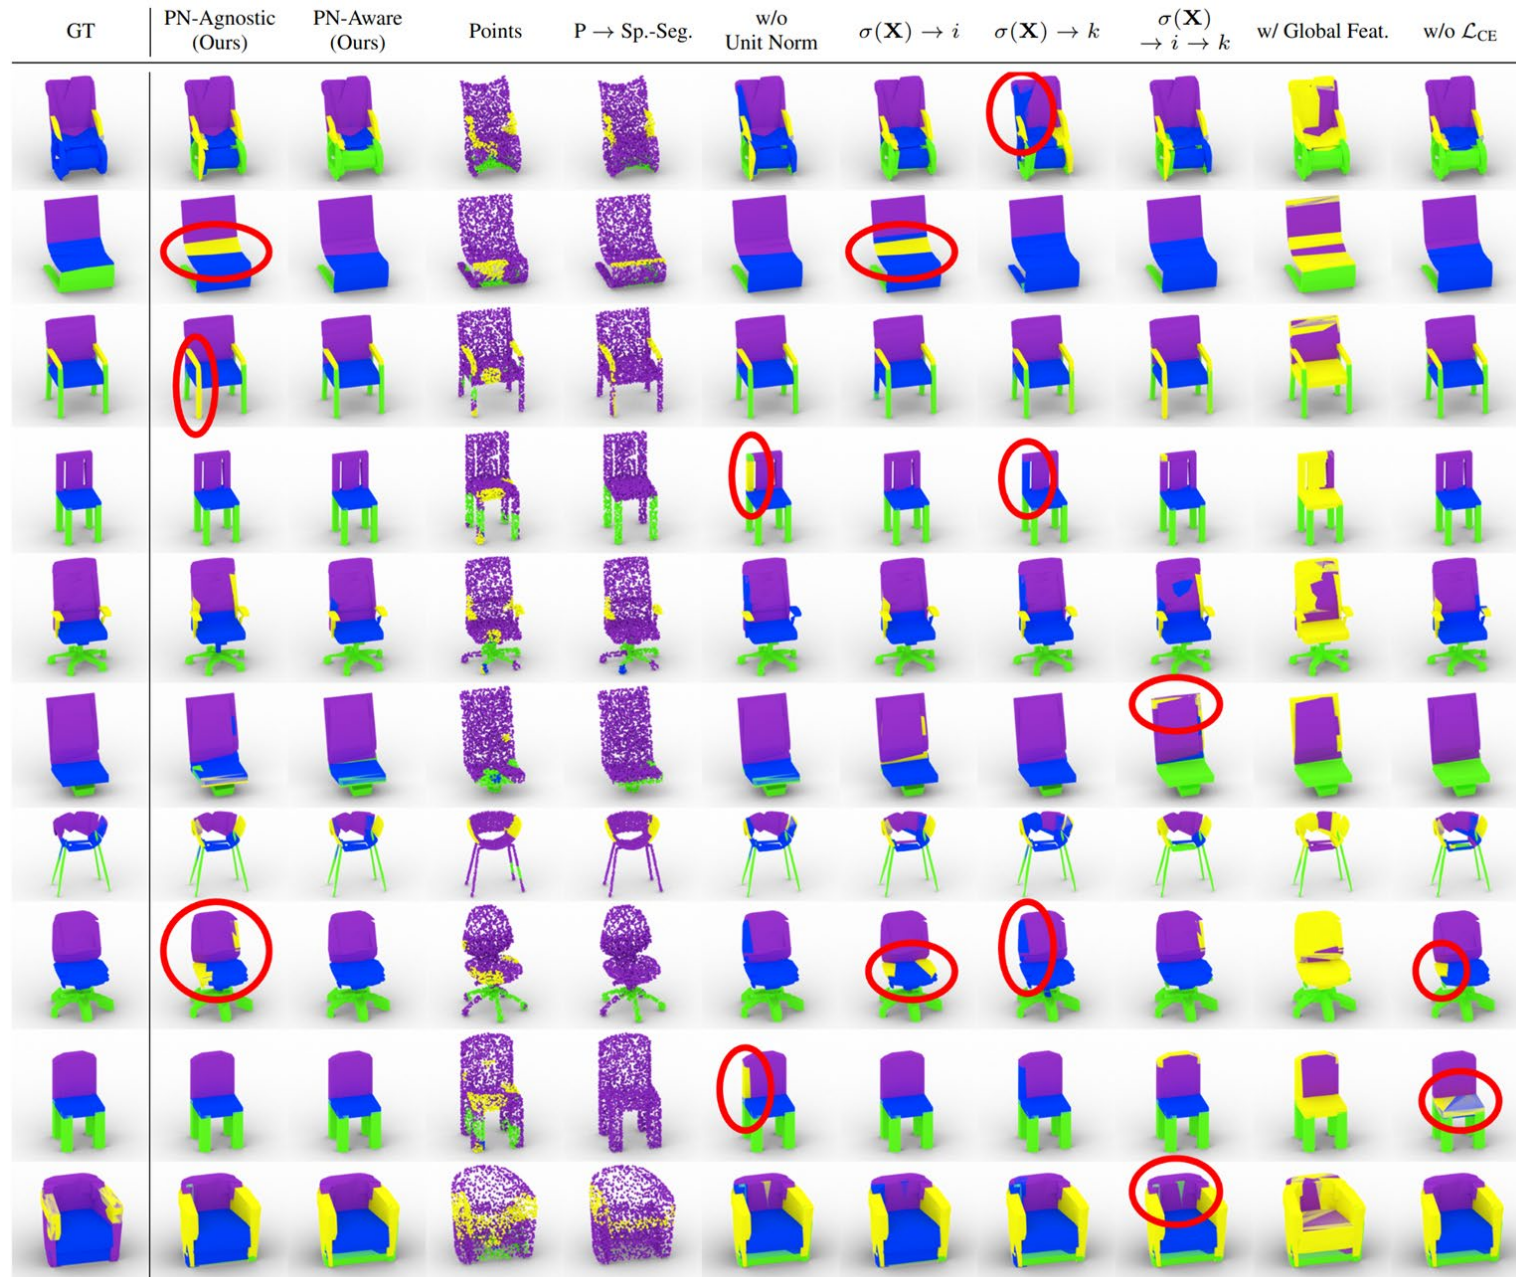 GT
PN-Agnostic
(Ours)
PN-Aware
(Ours)
Points
P → Sp.-Seg.
w/o
Unit Norm
σ(X) → i
σ(X) → k
σ(X)
→ i → k
w/ Global Feat.
w/o ℒCE